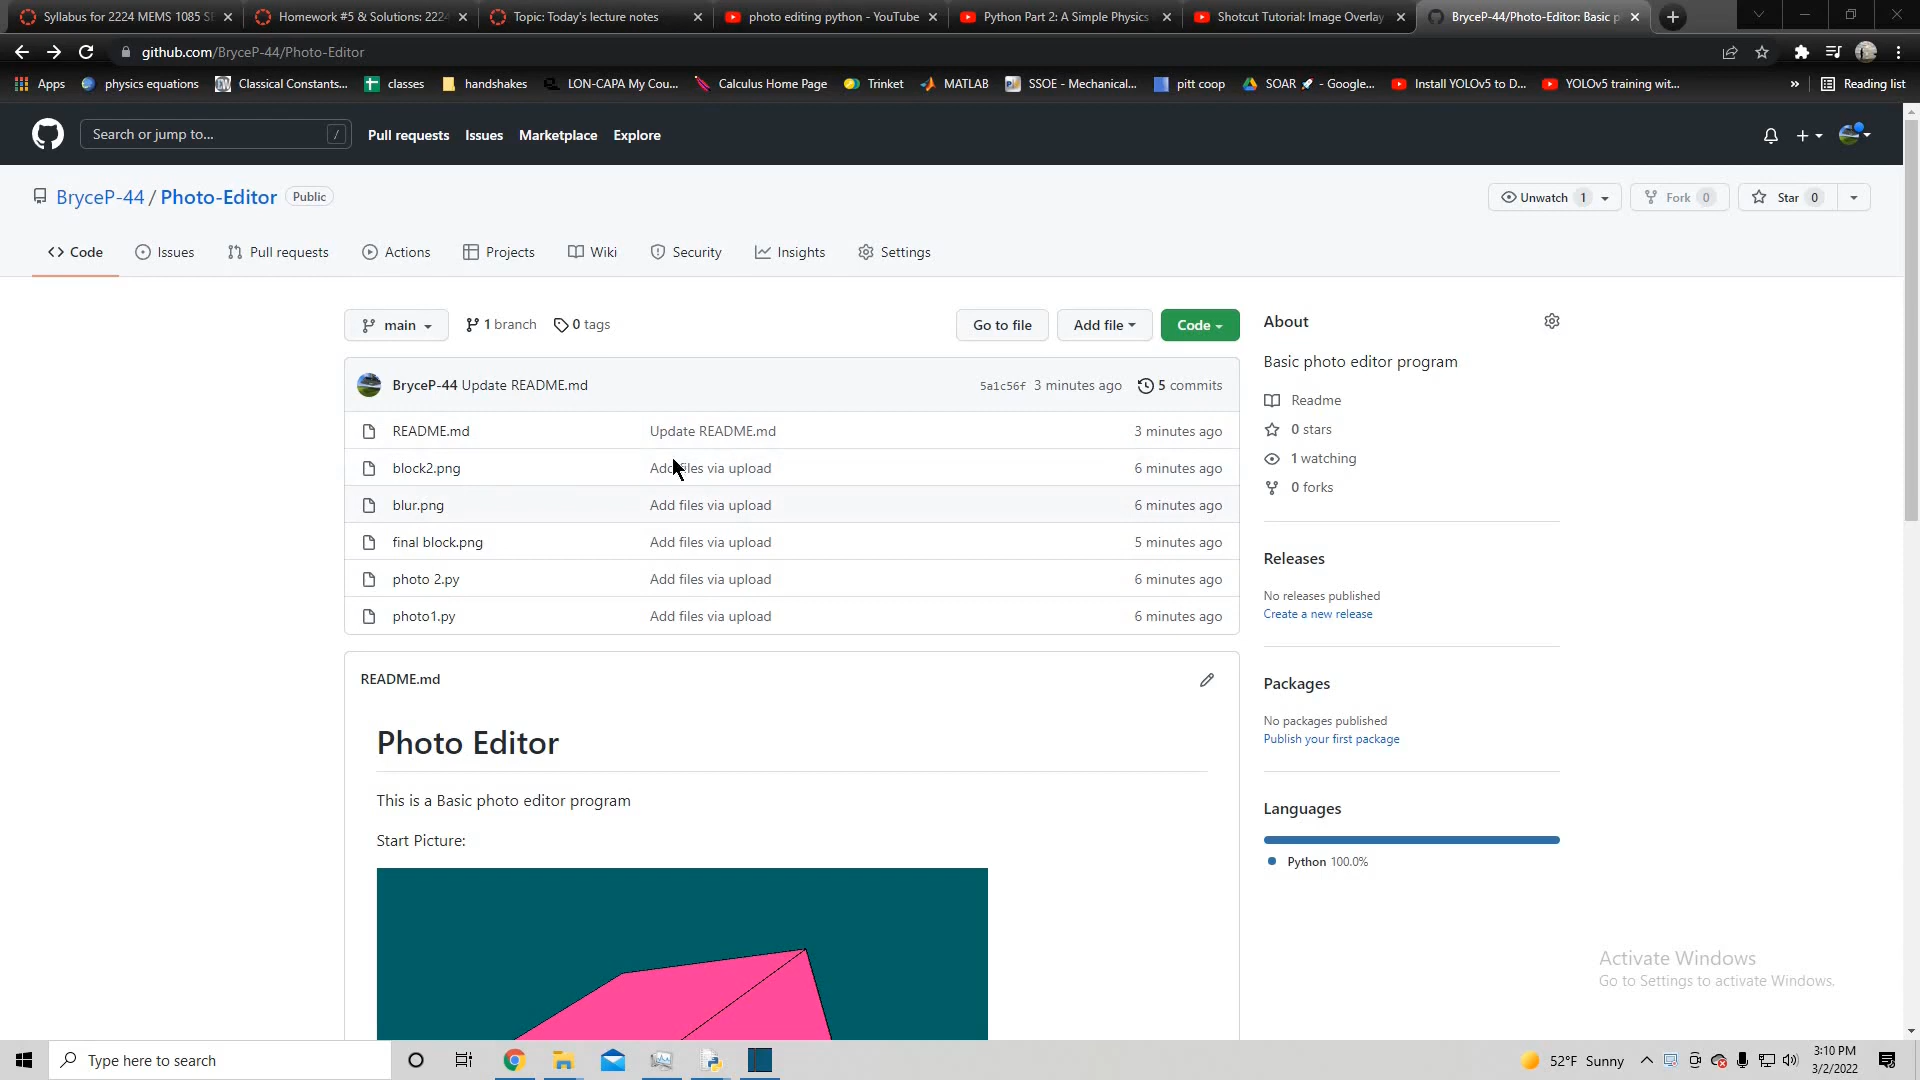 Syllabus for 2224 MEMS 1085 SE
Homework #5 & Solutions: 2224
Topic: Today's lecture notes
photo editing python - YouTube
Python Part 2: A Simple Physics
Shotcut Tutorial: Image Overlay
BryceP-44/Photo-Editor: Basic p
github.com/BryceP-44/Photo-Editor
Apps physics equations Classical Constants... classes handshakes LON-CAPA My Cou... Calculus Home Page Trinket MATLAB SSOE - Mechanical... pitt coop SOAR 🚀 - Google... Install YOLOv5 to D... YOLOv5 training wit... » Reading list
Search or jump to... / Pull requests Issues Marketplace Explore
BryceP-44 / Photo-Editor Public
Unwatch 1 Fork 0 Star 0
Code Issues Pull requests Actions Projects Wiki Security Insights Settings
main 1 branch 0 tags Go to file Add file Code
BryceP-44 Update README.md 5a1c56f 3 minutes ago 5 commits
README.md Update README.md 3 minutes ago
block2.png Add files via upload 6 minutes ago
blur.png Add files via upload 6 minutes ago
final block.png Add files via upload 5 minutes ago
photo 2.py Add files via upload 6 minutes ago
photo1.py Add files via upload 6 minutes ago
README.md
Photo Editor
This is a Basic photo editor program
Start Picture:
About
Basic photo editor program
Readme
0 stars
1 watching
0 forks
Releases
No releases published
Create a new release
Packages
No packages published
Publish your first package
Languages
Python 100.0%
Activate Windows
Go to Settings to activate Windows.
Type here to search
52°F Sunny
3:10 PM
3/2/2022